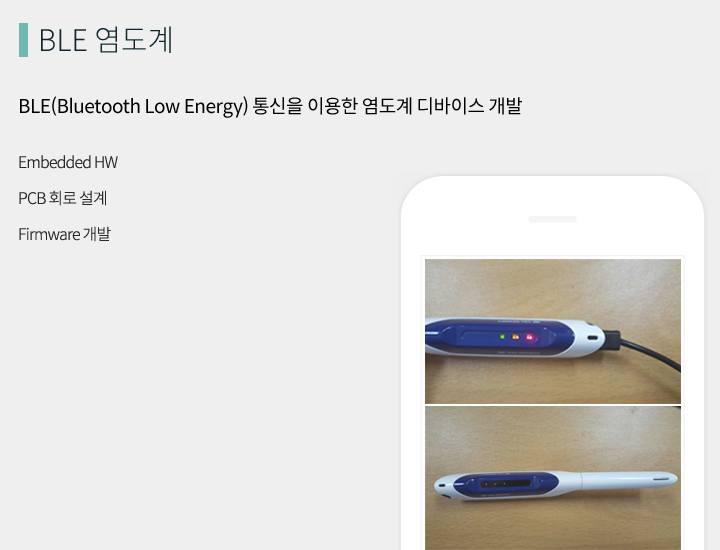 BLE 염도계
BLE(Bluetooth Low Energy) 통신을 이용한 염도계 디바이스 개발
Embedded HW
PCB 회로 설계
Firmware 개발